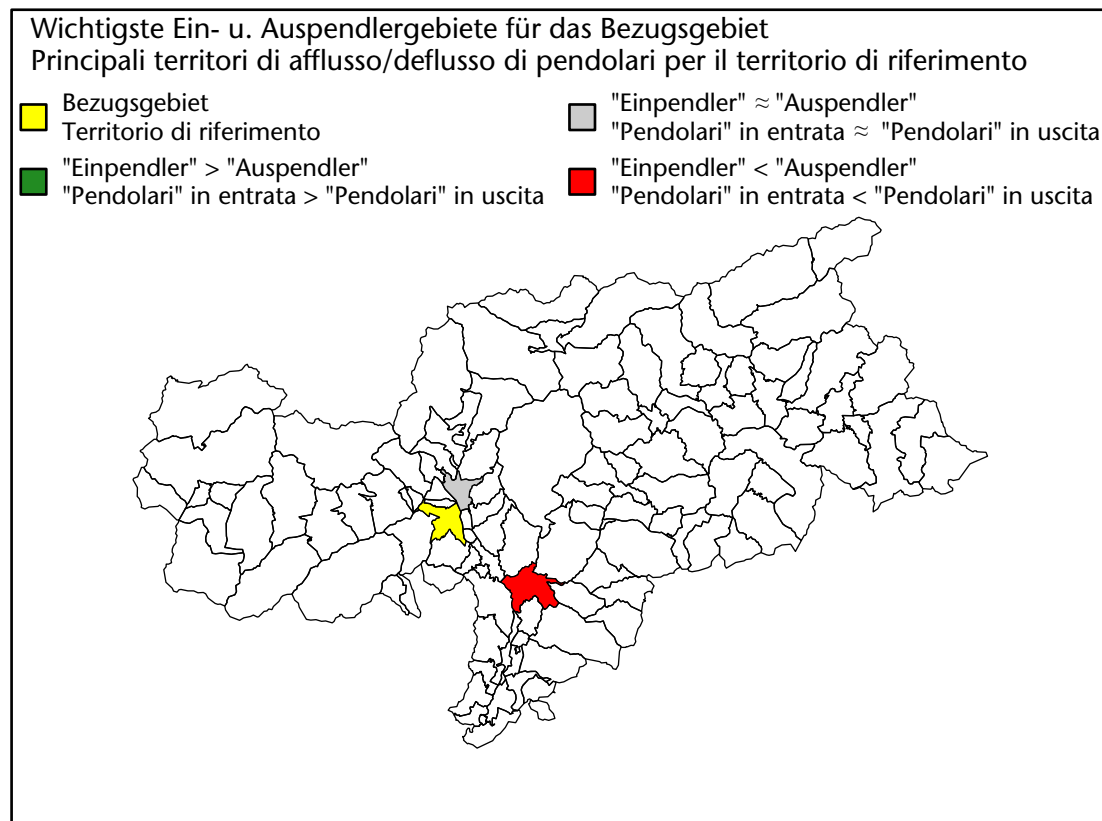 Wichtigste Ein- u. Auspendlergebiete für das Bezugsgebiet
Principali territori di afflusso/deflusso di pendolari per il territorio di riferimento
Bezugsgebiet
Territorio di riferimento
"Einpendler" > "Auspendler"
"Pendolari" in entrata > "Pendolari" in uscita
"Einpendler" ≈ "Auspendler"
"Pendolari" in entrata ≈ "Pendolari" in uscita
"Einpendler" < "Auspendler"
"Pendolari" in entrata < "Pendolari" in uscita